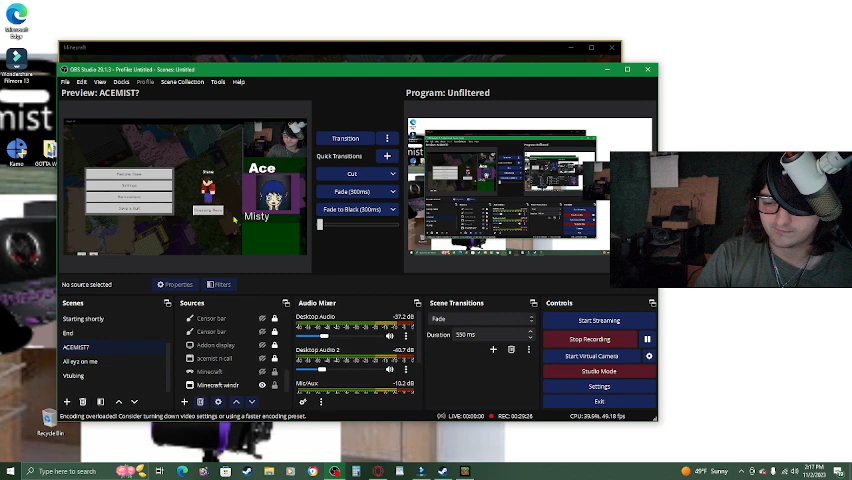 Microsoft
Edge
Wondershare
Filmora 13
mist
Kamo
GOTTA W
Recycle Bin
Minecraft
OBS Studio 29.1.3 - Profile: Untitled - Scenes: Untitled
File Edit View Docks Profile Scene Collection Tools Help
Preview: ACEMIST?
Program: Unfiltered
Ace
Misty
Transition
Quick Transitions
Cut
Fade (300ms)
Fade to Black (300ms)
No source selected
Properties
Filters
Scenes
Starting shortly
End
ACEMIST?
All eyz on me
Vtubing
Sources
Censor bar
Censor bar
Addon display
acemist n call
Minecraft
Minecraft windr
Audio Mixer
Desktop Audio
-37.2 dB
Desktop Audio 2
-40.7 dB
Mic/Aux
-10.2 dB
Scene Transitions
Fade
Duration 550 ms
Controls
Start Streaming
Stop Recording
Start Virtual Camera
Studio Mode
Settings
Exit
Encoding overloaded! Consider turning down video settings or using a faster encoding preset.
LIVE: 00:00:00
REC: 00:29:26
CPU: 39.9%, 49.18 fps
Type here to search
49°F Sunny
2:17 PM
11/2/2023